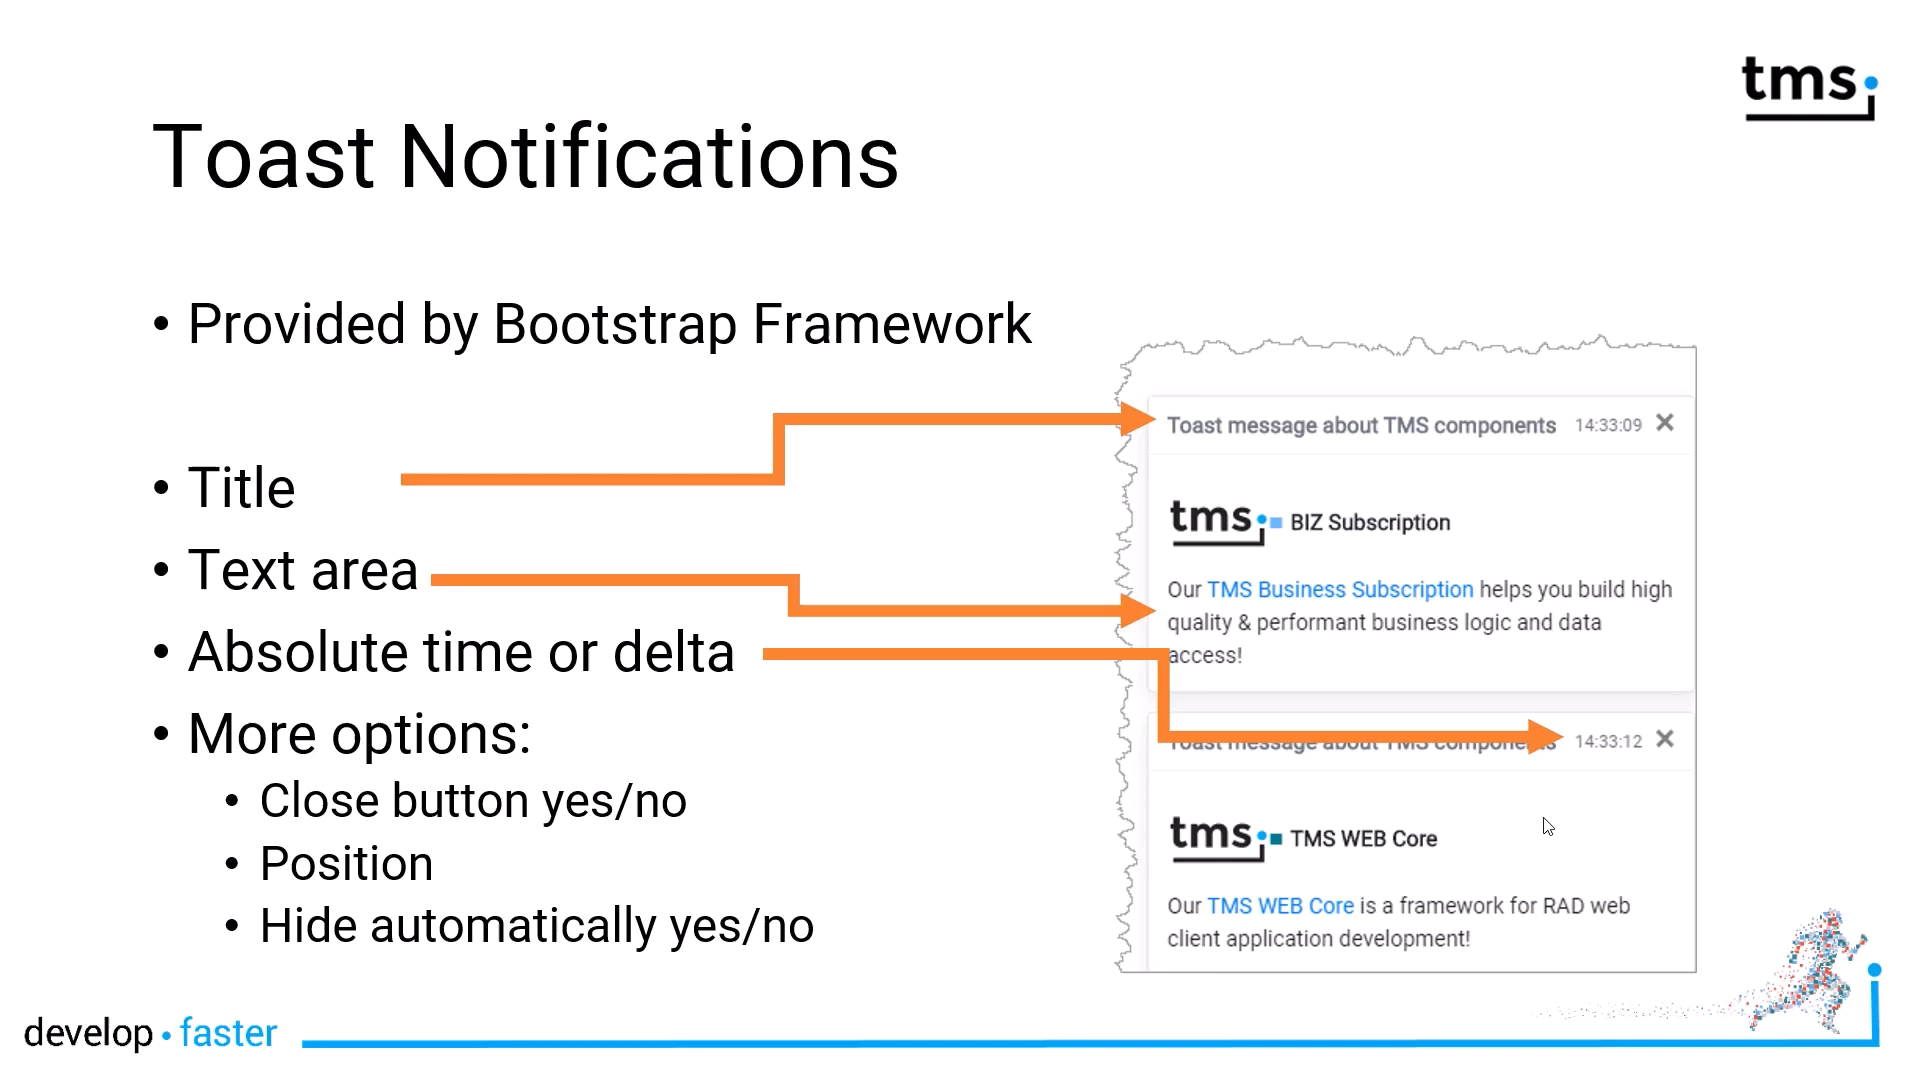 tms
Toast Notifications
• Provided by Bootstrap Framework
• Title
• Text area
• Absolute time or delta
• More options:
• Close button yes/no
• Position
• Hide automatically yes/no
Toast message about TMS components 14:33:09 ×
tms BIZ Subscription
Our TMS Business Subscription helps you build high
quality & performant business logic and data
access!
Toast message about TMS components 14:33:12 ×
tms TMS WEB Core
Our TMS WEB Core is a framework for RAD web
client application development!
develop • faster